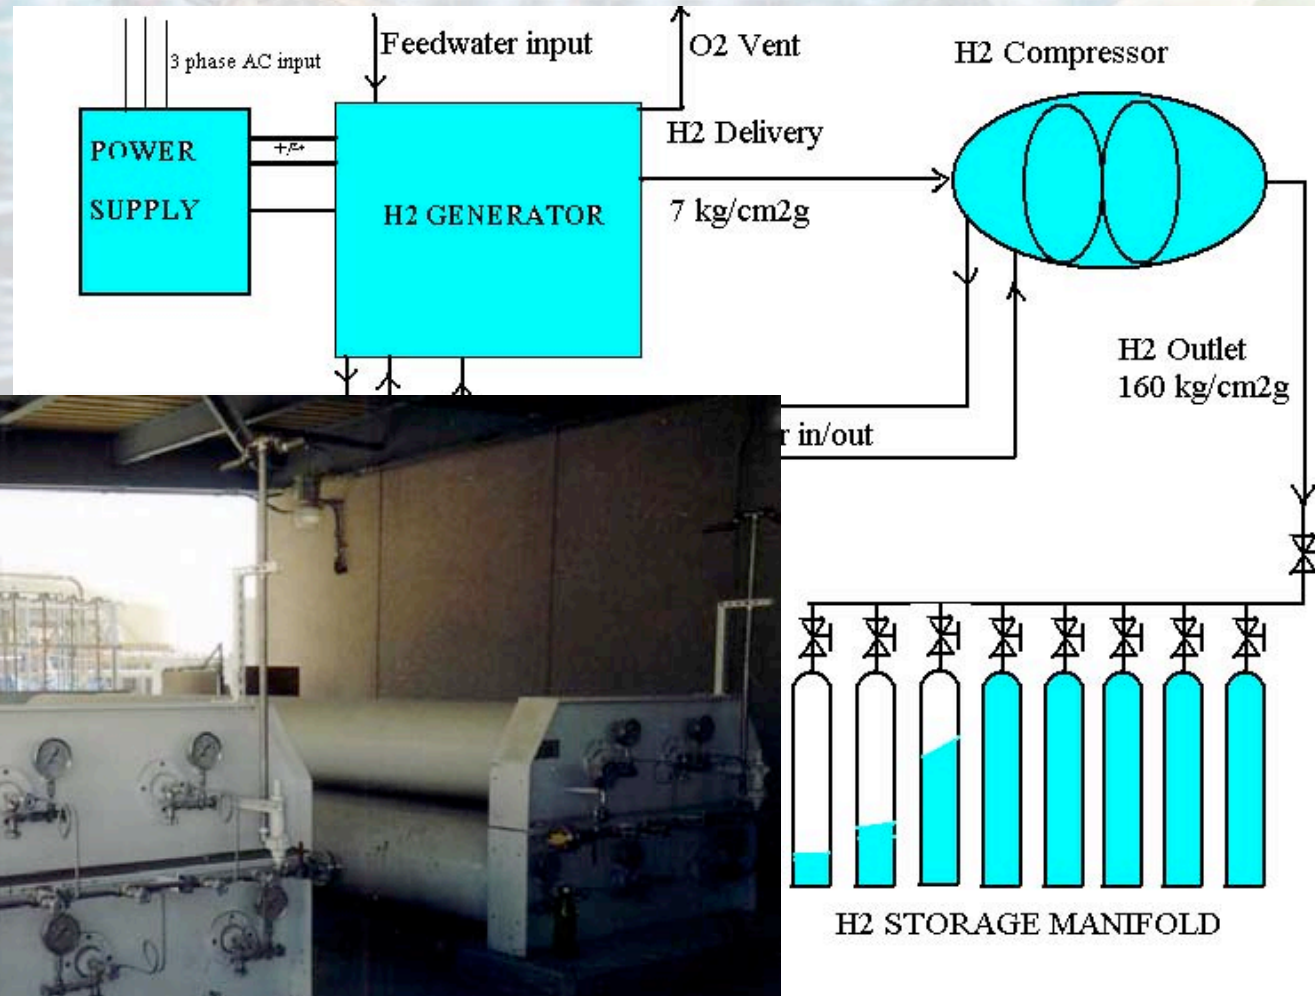 3 phase AC input
Feedwater input
O2 Vent
H2 Compressor
POWER
SUPPLY
H2 Delivery
H2 GENERATOR
7 kg/cm2g
H2 Outlet
160 kg/cm2g
in/out
H2 STORAGE MANIFOLD